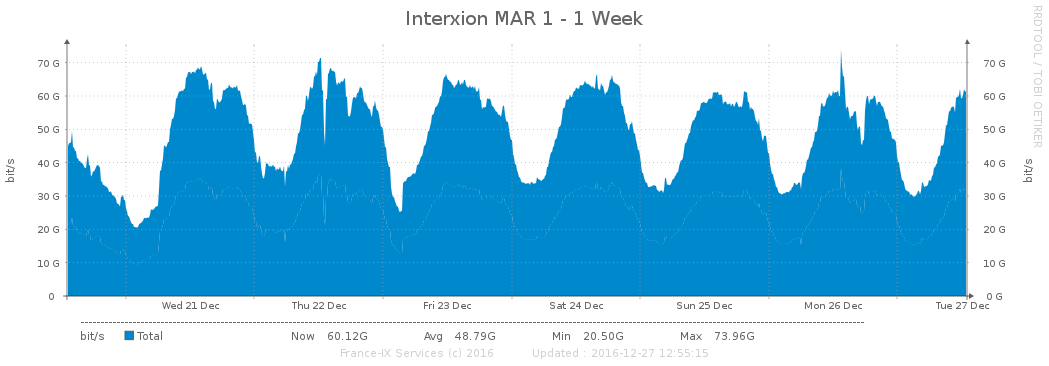 Interxion MAR 1 - 1 Week
RRDTOOL / TOBI OETIKER
bit/s
bit/s
70 G 70 G
60 G 60 G
50 G 50 G
40 G 40 G
30 G 30 G
20 G 20 G
10 G 10 G
0 0 G
Wed 21 Dec Thu 22 Dec Fri 23 Dec Sat 24 Dec Sun 25 Dec Mon 26 Dec Tue 27 Dec
bit/s Total Now 60.12G Avg 48.79G Min 20.50G Max 73.96G
France-IX Services (c) 2016 Updated : 2016-12-27 12:55:15